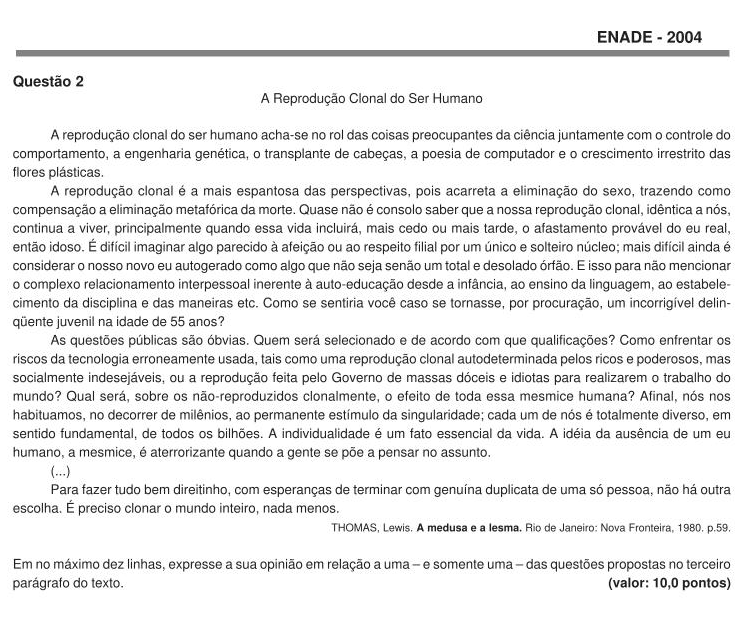 ENADE - 2004
Questão 2
A Reprodução Clonal do Ser Humano
A reprodução clonal do ser humano acha-se no rol das coisas preocupantes da ciência juntamente com o controle do
comportamento, a engenharia genética, o transplante de cabeças, a poesia de computador e o crescimento irrestrito das
flores plásticas.
A reprodução clonal é a mais espantosa das perspectivas, pois acarreta a eliminação do sexo, trazendo como
compensação a eliminação metafórica da morte. Quase não é consolo saber que a nossa reprodução clonal, idêntica a nós,
continua a viver, principalmente quando essa vida incluirá, mais cedo ou mais tarde, o afastamento provável do eu real,
então idoso. É difícil imaginar algo parecido à afeição ou ao respeito filial por um único e solteiro núcleo; mais difícil ainda é
considerar o nosso novo eu autogerado como algo que não seja senão um total e desolado órfão. E isso para não mencionar
o complexo relacionamento interpessoal inerente à auto-educação desde a infância, ao ensino da linguagem, ao estabele-
cimento da disciplina e das maneiras etc. Como se sentiria você caso se tornasse, por procuração, um incorrigível delin-
qüente juvenil na idade de 55 anos?
As questões públicas são óbvias. Quem será selecionado e de acordo com que qualificações? Como enfrentar os
riscos da tecnologia erroneamente usada, tais como uma reprodução clonal autodeterminada pelos ricos e poderosos, mas
socialmente indesejáveis, ou a reprodução feita pelo Governo de massas dóceis e idiotas para realizarem o trabalho do
mundo? Qual será, sobre os não-reproduzidos clonalmente, o efeito de toda essa mesmice humana? Afinal, nós nos
habituamos, no decorrer de milênios, ao permanente estímulo da singularidade; cada um de nós é totalmente diverso, em
sentido fundamental, de todos os bilhões. A individualidade é um fato essencial da vida. A idéia da ausência de um eu
humano, a mesmice, é aterrorizante quando a gente se põe a pensar no assunto.
(...)
Para fazer tudo bem direitinho, com esperanças de terminar com genuína duplicata de uma só pessoa, não há outra
escolha. É preciso clonar o mundo inteiro, nada menos.
THOMAS, Lewis. A medusa e a lesma. Rio de Janeiro: Nova Fronteira, 1980. p.59.
Em no máximo dez linhas, expresse a sua opinião em relação a uma – e somente uma – das questões propostas no terceiro
parágrafo do texto. (valor: 10,0 pontos)